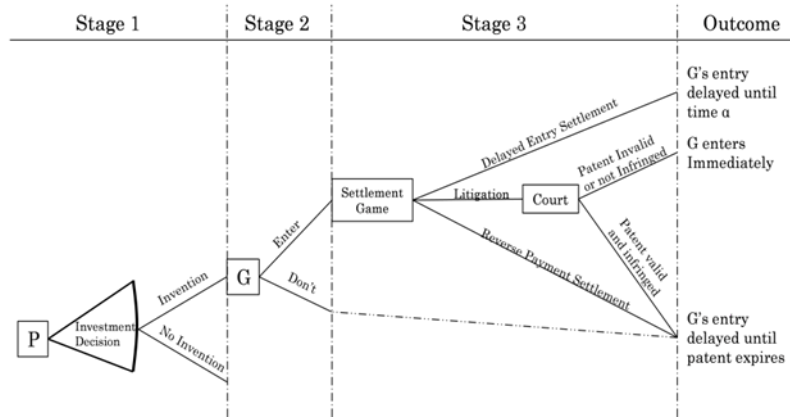 Stage 1
Stage 2
Stage 3
Outcome
G's entry
delayed until
time α
Delayed Entry Settlement
Patent Invalid
or not Infringed
G enters
Immediately
Settlement
Game
Litigation
Court
Enter
Reverse Payment Settlement
Patent valid
and infringed
Invention
G
Don't
P
Investment
Decision
No Invention
G's entry
delayed until
patent expires